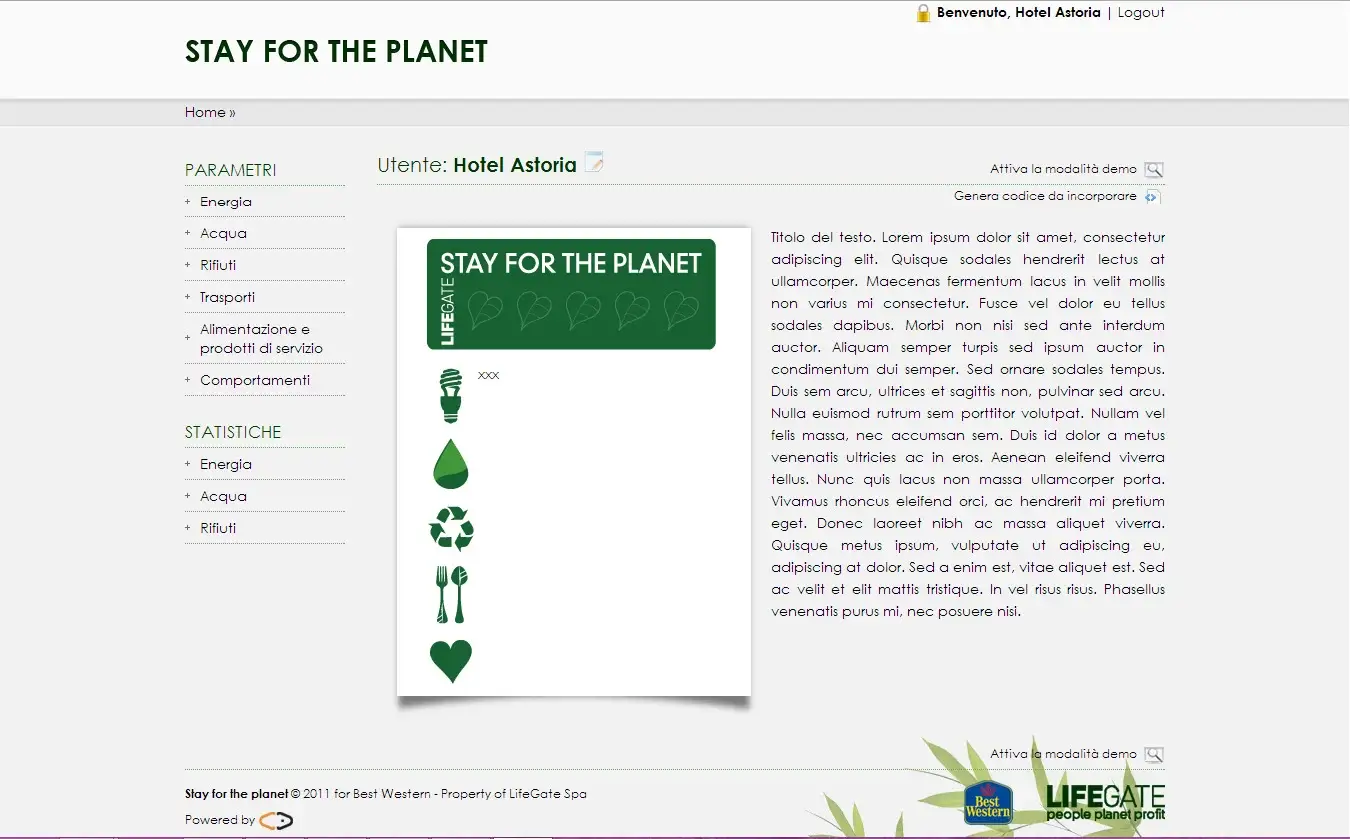 Benvenuto, Hotel Astoria | Logout
STAY FOR THE PLANET
Home »
PARAMETRI
+ Energia
+ Acqua
+ Rifiuti
+ Trasporti
+ Alimentazione e
prodotti di servizio
+ Comportamenti
STATISTICHE
+ Energia
+ Acqua
+ Rifiuti
Utente: Hotel Astoria
Attiva la modalità demo
Genera codice da incorporare
STAY FOR THE PLANET
LIFEGATE
xxx
Titolo del testo. Lorem ipsum dolor sit amet, consectetur
adipiscing elit. Quisque sodales hendrerit lectus at
ullamcorper. Maecenas fermentum lacus in velit mollis
non varius mi consectetur. Fusce vel dolor eu tellus
sodales dapibus. Morbi non nisi sed ante interdum
auctor. Aliquam semper turpis sed ipsum auctor in
condimentum dui semper. Sed ornare sodales tempus.
Duis sem arcu, ultrices et sagittis non, pulvinar sed arcu.
Nulla euismod rutrum sem porttitor volutpat. Nullam vel
felis massa, nec accumsan sem. Duis id dolor a metus
venenatis ultricies ac in eros. Aenean eleifend viverra
tellus. Nunc quis lacus non massa ullamcorper porta.
Vivamus rhoncus eleifend orci, ac hendrerit mi pretium
eget. Donec laoreet nibh ac massa aliquet viverra.
Quisque metus ipsum, vulputate ut adipiscing eu,
adipiscing at dolor. Sed a enim est, vitae aliquet est. Sed
ac velit et elit mattis tristique. In vel risus risus. Phasellus
venenatis purus mi, nec posuere nisi.
Attiva la modalità demo
Stay for the planet © 2011 for Best Western - Property of LifeGate Spa
Powered by
Best
Western
LIFEGATE
people planet profit